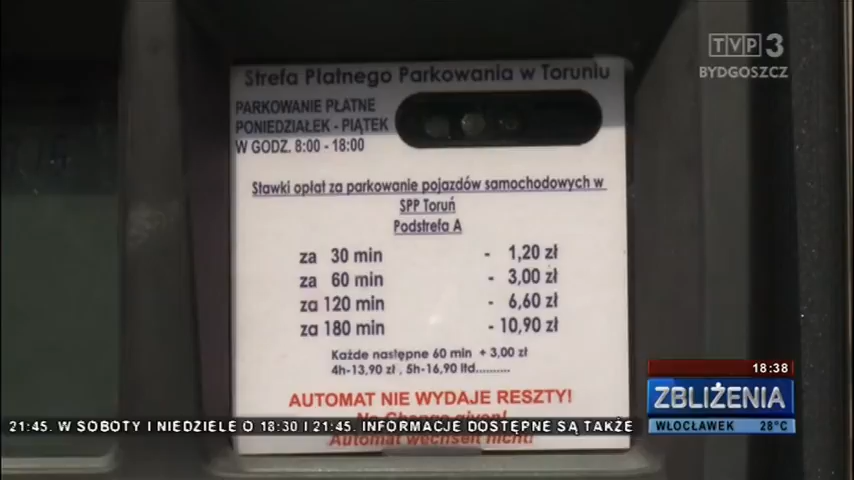 TVP3
BYDGOSZCZ
Strefa Płatnego Parkowania w Toruniu
PARKOWANIE PŁATNE
PONIEDZIAŁEK - PIĄTEK
W GODZ. 8:00 - 18:00
Stawki opłat za parkowanie pojazdów samochodowych w
SPP Toruń
Podstrefa A
za 30 min - 1,20 zł
za 60 min - 3,00 zł
za 120 min - 6,60 zł
za 180 min - 10,90 zł
Każde następne 60 min + 3,00 zł
4h-13,90 zł , 5h-16,90 itd..........
AUTOMAT NIE WYDAJE RESZTY!
No Change given!
Automat wechselt nicht!
18:38
ZBLIŻENIA
WŁOCŁAWEK 28°C
21:45. W SOBOTY I NIEDZIELE O 18:30 I 21:45. INFORMACJE DOSTĘPNE SĄ TAKŻE